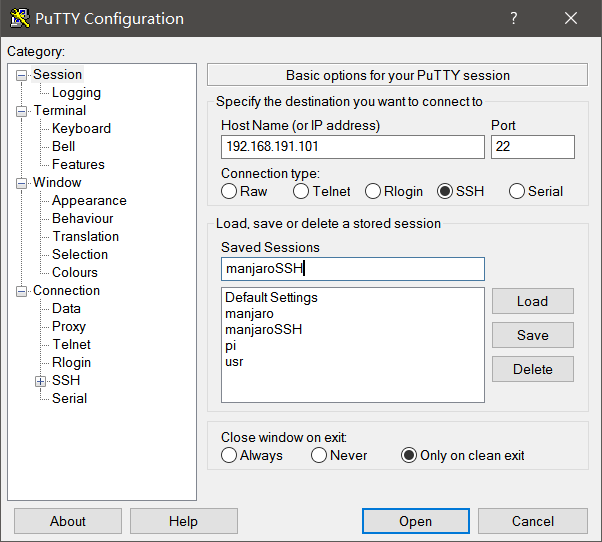 PuTTY Configuration
Category:
Session
Logging
Terminal
Keyboard
Bell
Features
Window
Appearance
Behaviour
Translation
Selection
Colours
Connection
Data
Proxy
Telnet
Rlogin
SSH
Serial
Basic options for your PuTTY session
Specify the destination you want to connect to
Host Name (or IP address) Port
192.168.191.101 22
Connection type:
Raw Telnet Rlogin SSH Serial
Load, save or delete a stored session
Saved Sessions
manjaroSSH
Default Settings
manjaro
manjaroSSH
pi
usr
Load
Save
Delete
Close window on exit:
Always Never Only on clean exit
About Help Open Cancel